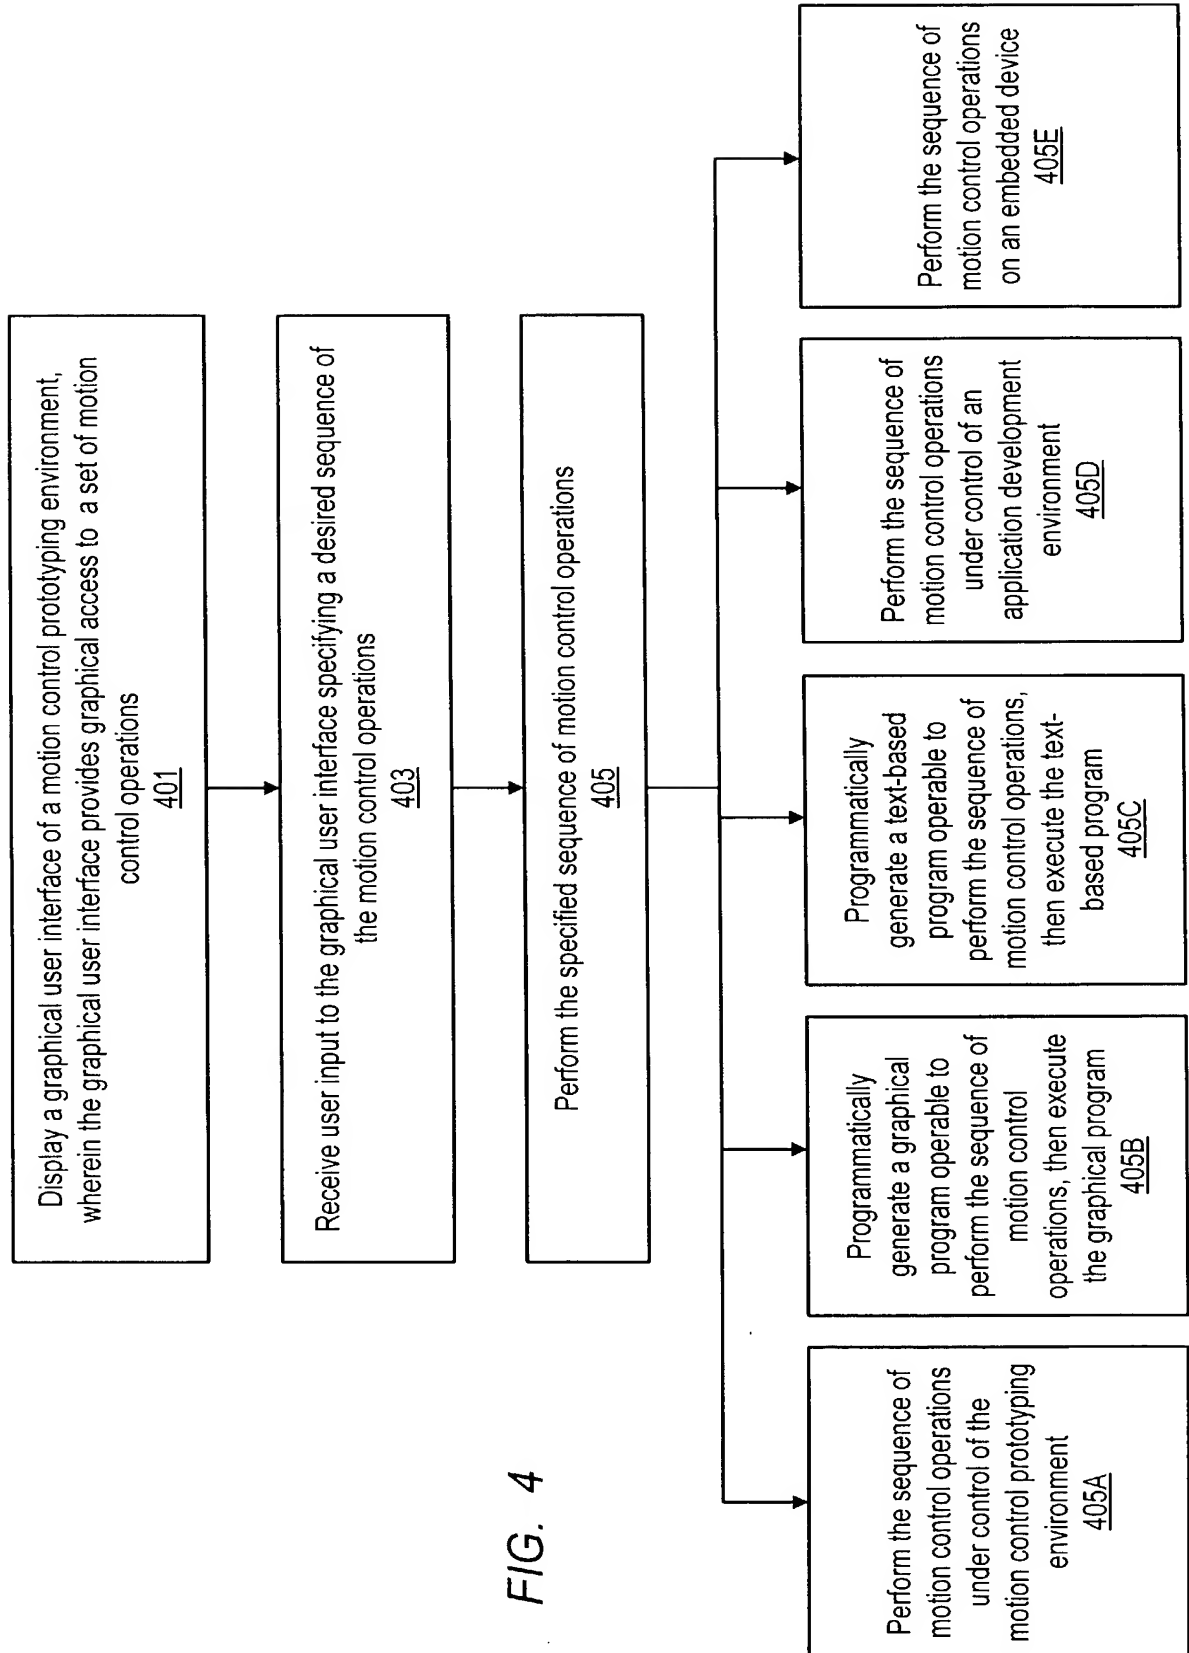 Display a graphical user interface of a motion control prototyping environment,
wherein the graphical user interface provides graphical access to a set of motion
control operations
401
Receive user input to the graphical user interface specifying a desired sequence of
the motion control operations
403
Perform the specified sequence of motion control operations
405
Perform the sequence of
motion control operations
under control of the
motion control prototyping
environment
405A
Programmatically
generate a graphical
program operable to
perform the sequence of
motion control
operations, then execute
the graphical program
405B
Programmatically
generate a text-based
program operable to
perform the sequence of
motion control operations,
then execute the text-
based program
405C
Perform the sequence of
motion control operations
under control of an
application development
environment
405D
Perform the sequence of
motion control operations
on an embedded device
405E
FIG. 4